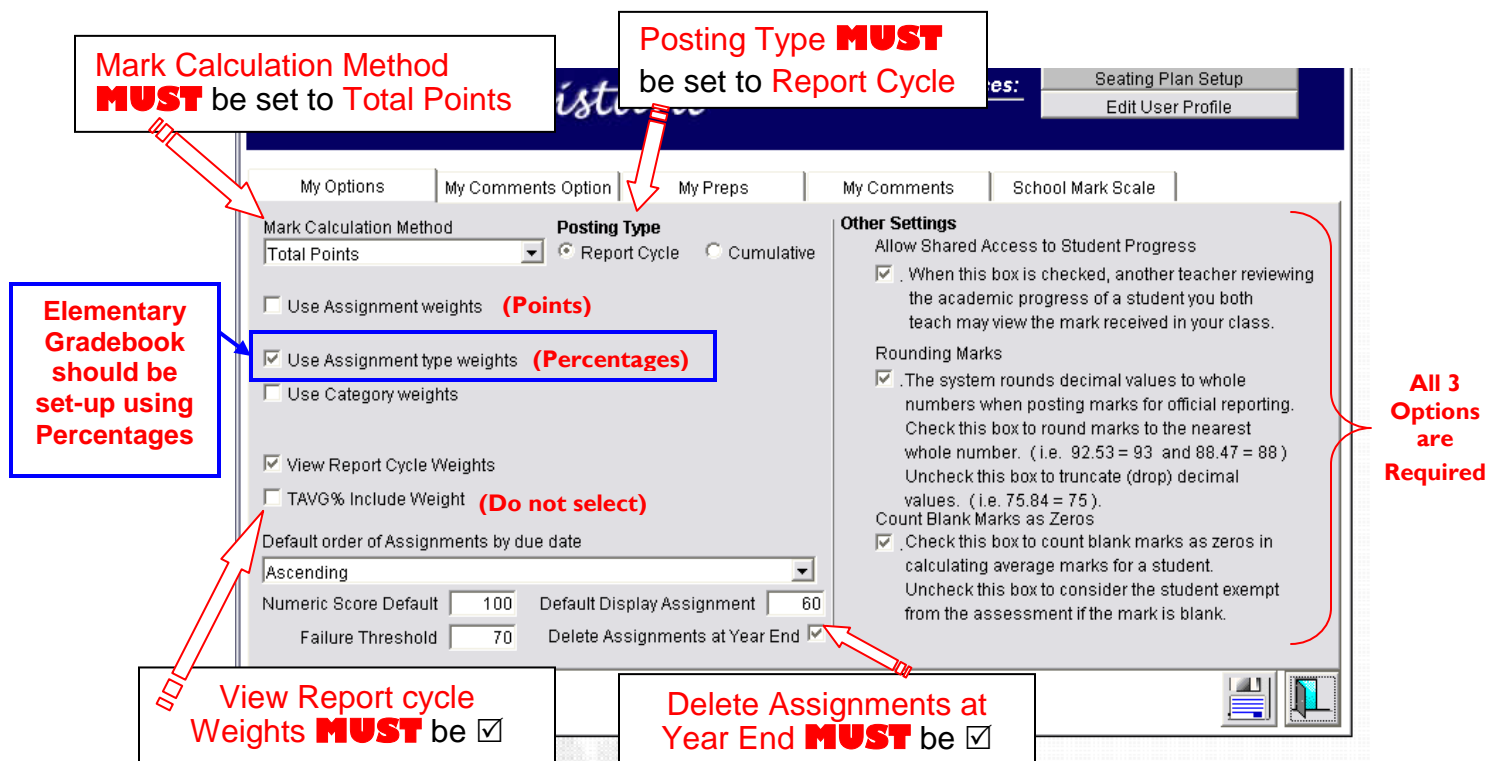 Mark Calculation Method
MUST be set to Total Points
Posting Type MUST
be set to Report Cycle
Seating Plan Setup
Edit User Profile
My Options
My Comments Option
My Preps
My Comments
School Mark Scale
Mark Calculation Method
Total Points
Posting Type
Report Cycle
Cumulative
Use Assignment weights (Points)
Elementary
Gradebook
should be
set-up using
Percentages
Use Assignment type weights (Percentages)
Use Category weights
View Report Cycle Weights
TAVG% Include Weight (Do not select)
Default order of Assignments by due date
Ascending
Numeric Score Default 100
Default Display Assignment 60
Failure Threshold 70
Delete Assignments at Year End
Other Settings
Allow Shared Access to Student Progress
. When this box is checked, another teacher reviewing
the academic progress of a student you both
teach may view the mark received in your class.
Rounding Marks
.The system rounds decimal values to whole
numbers when posting marks for official reporting.
Check this box to round marks to the nearest
whole number. (i.e. 92.53 = 93 and 88.47 = 88)
Uncheck this box to truncate (drop) decimal
values. (i.e. 75.84 = 75).
Count Blank Marks as Zeros
.Check this box to count blank marks as zeros in
calculating average marks for a student.
Uncheck this box to consider the student exempt
from the assessment if the mark is blank.
All 3
Options
are
Required
View Report cycle
Weights MUST be ☑
Delete Assignments at
Year End MUST be ☑